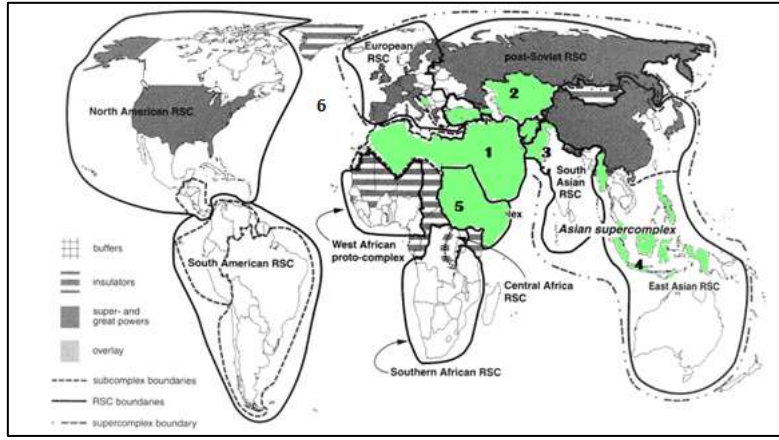 European
RSC
post-Soviet RSC
2
6
North American RSC
1
3
South
Asian
RSC
5
lex
Asian supercomplex
West African
proto-complex
South American RSC
4
East Asian RSC
Central Africa
RSC
Southern African RSC
buffers
insulators
super- and
great powers
overlay
subcomplex boundaries
RSC boundaries
supercomplex boundary